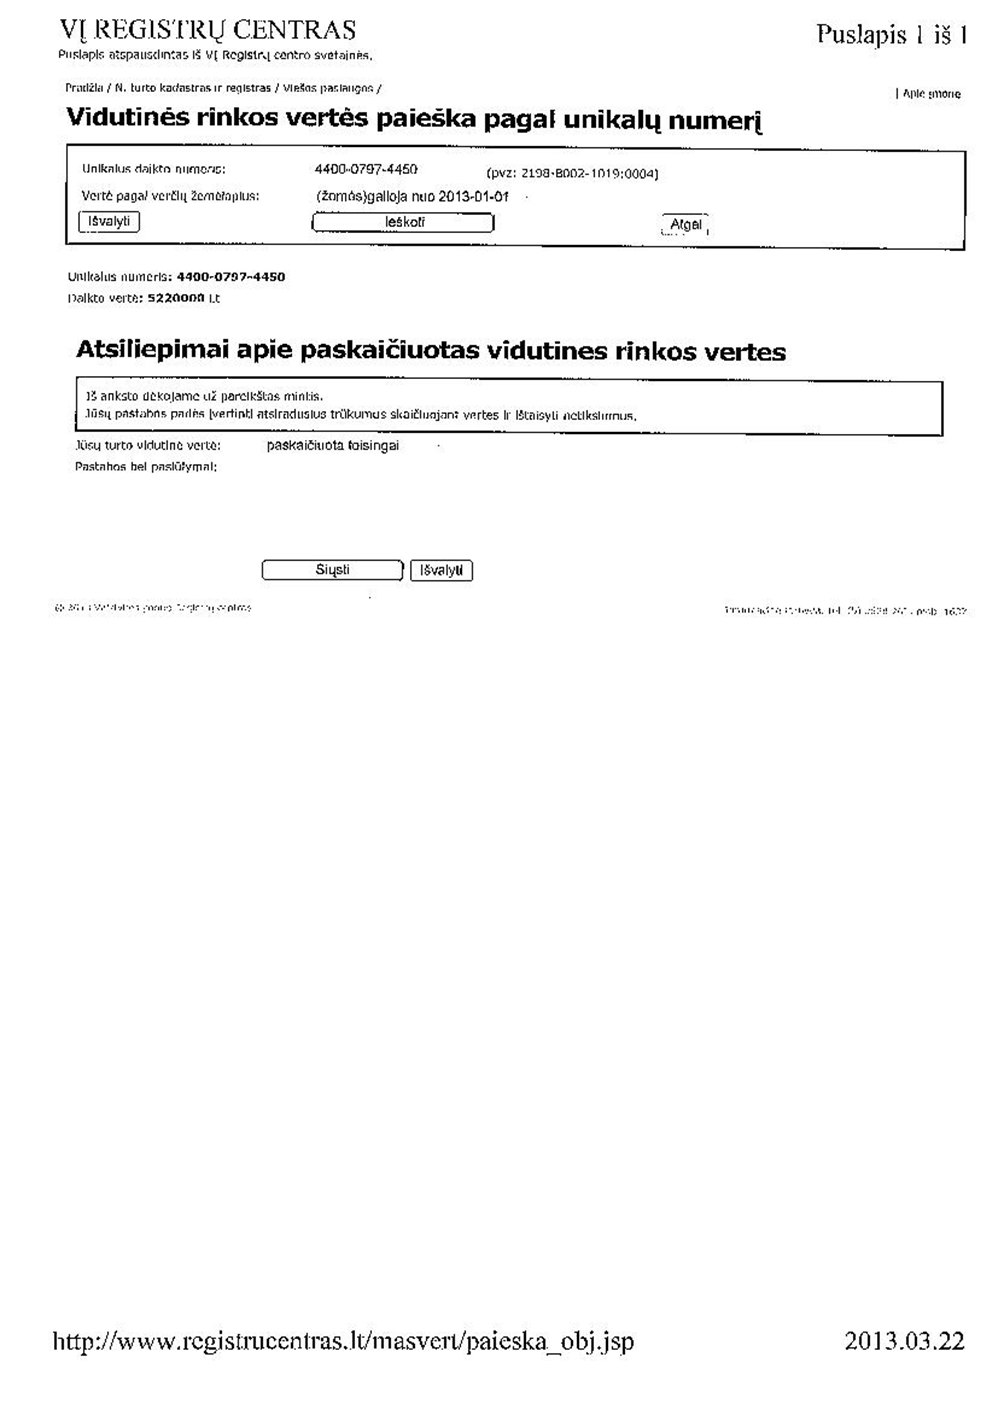 VĮ REGISTRŲ CENTRAS
Puslapis 1 iš 1
Puslapis atspausdintas iš VĮ Registrų centro svetainės.
Pradžia / N. turto kadastras ir registras / Viešos paslaugos /
| Apie įmonę
Vidutinės rinkos vertės paieška pagal unikalų numerį
Unikalus daikto numeris: 4400-0797-4450 (pvz: 2198-8002-1019:0004)
Vertė pagal verčių žemėlapius: (žemės)galioja nuo 2013-01-01
Išvalyti Ieškoti Atgal
Unikalus numeris: 4400-0797-4450
Daikto vertė: 5220000 Lt
Atsiliepimai apie paskaičiuotas vidutines rinkos vertes
Iš anksto dėkojame už pareikštas mintis.
Jūsų pastabos padės įvertinti atsiradusius trūkumus skaičiuojant vertes ir ištaisyti netikslumus.
Jūsų turto vidutinė vertė: paskaičiuota teisingai
Pastabos bei pasiūlymai:
Siųsti Išvalyti
http://www.registrucentras.lt/masvert/paieska_obj.jsp
2013.03.22